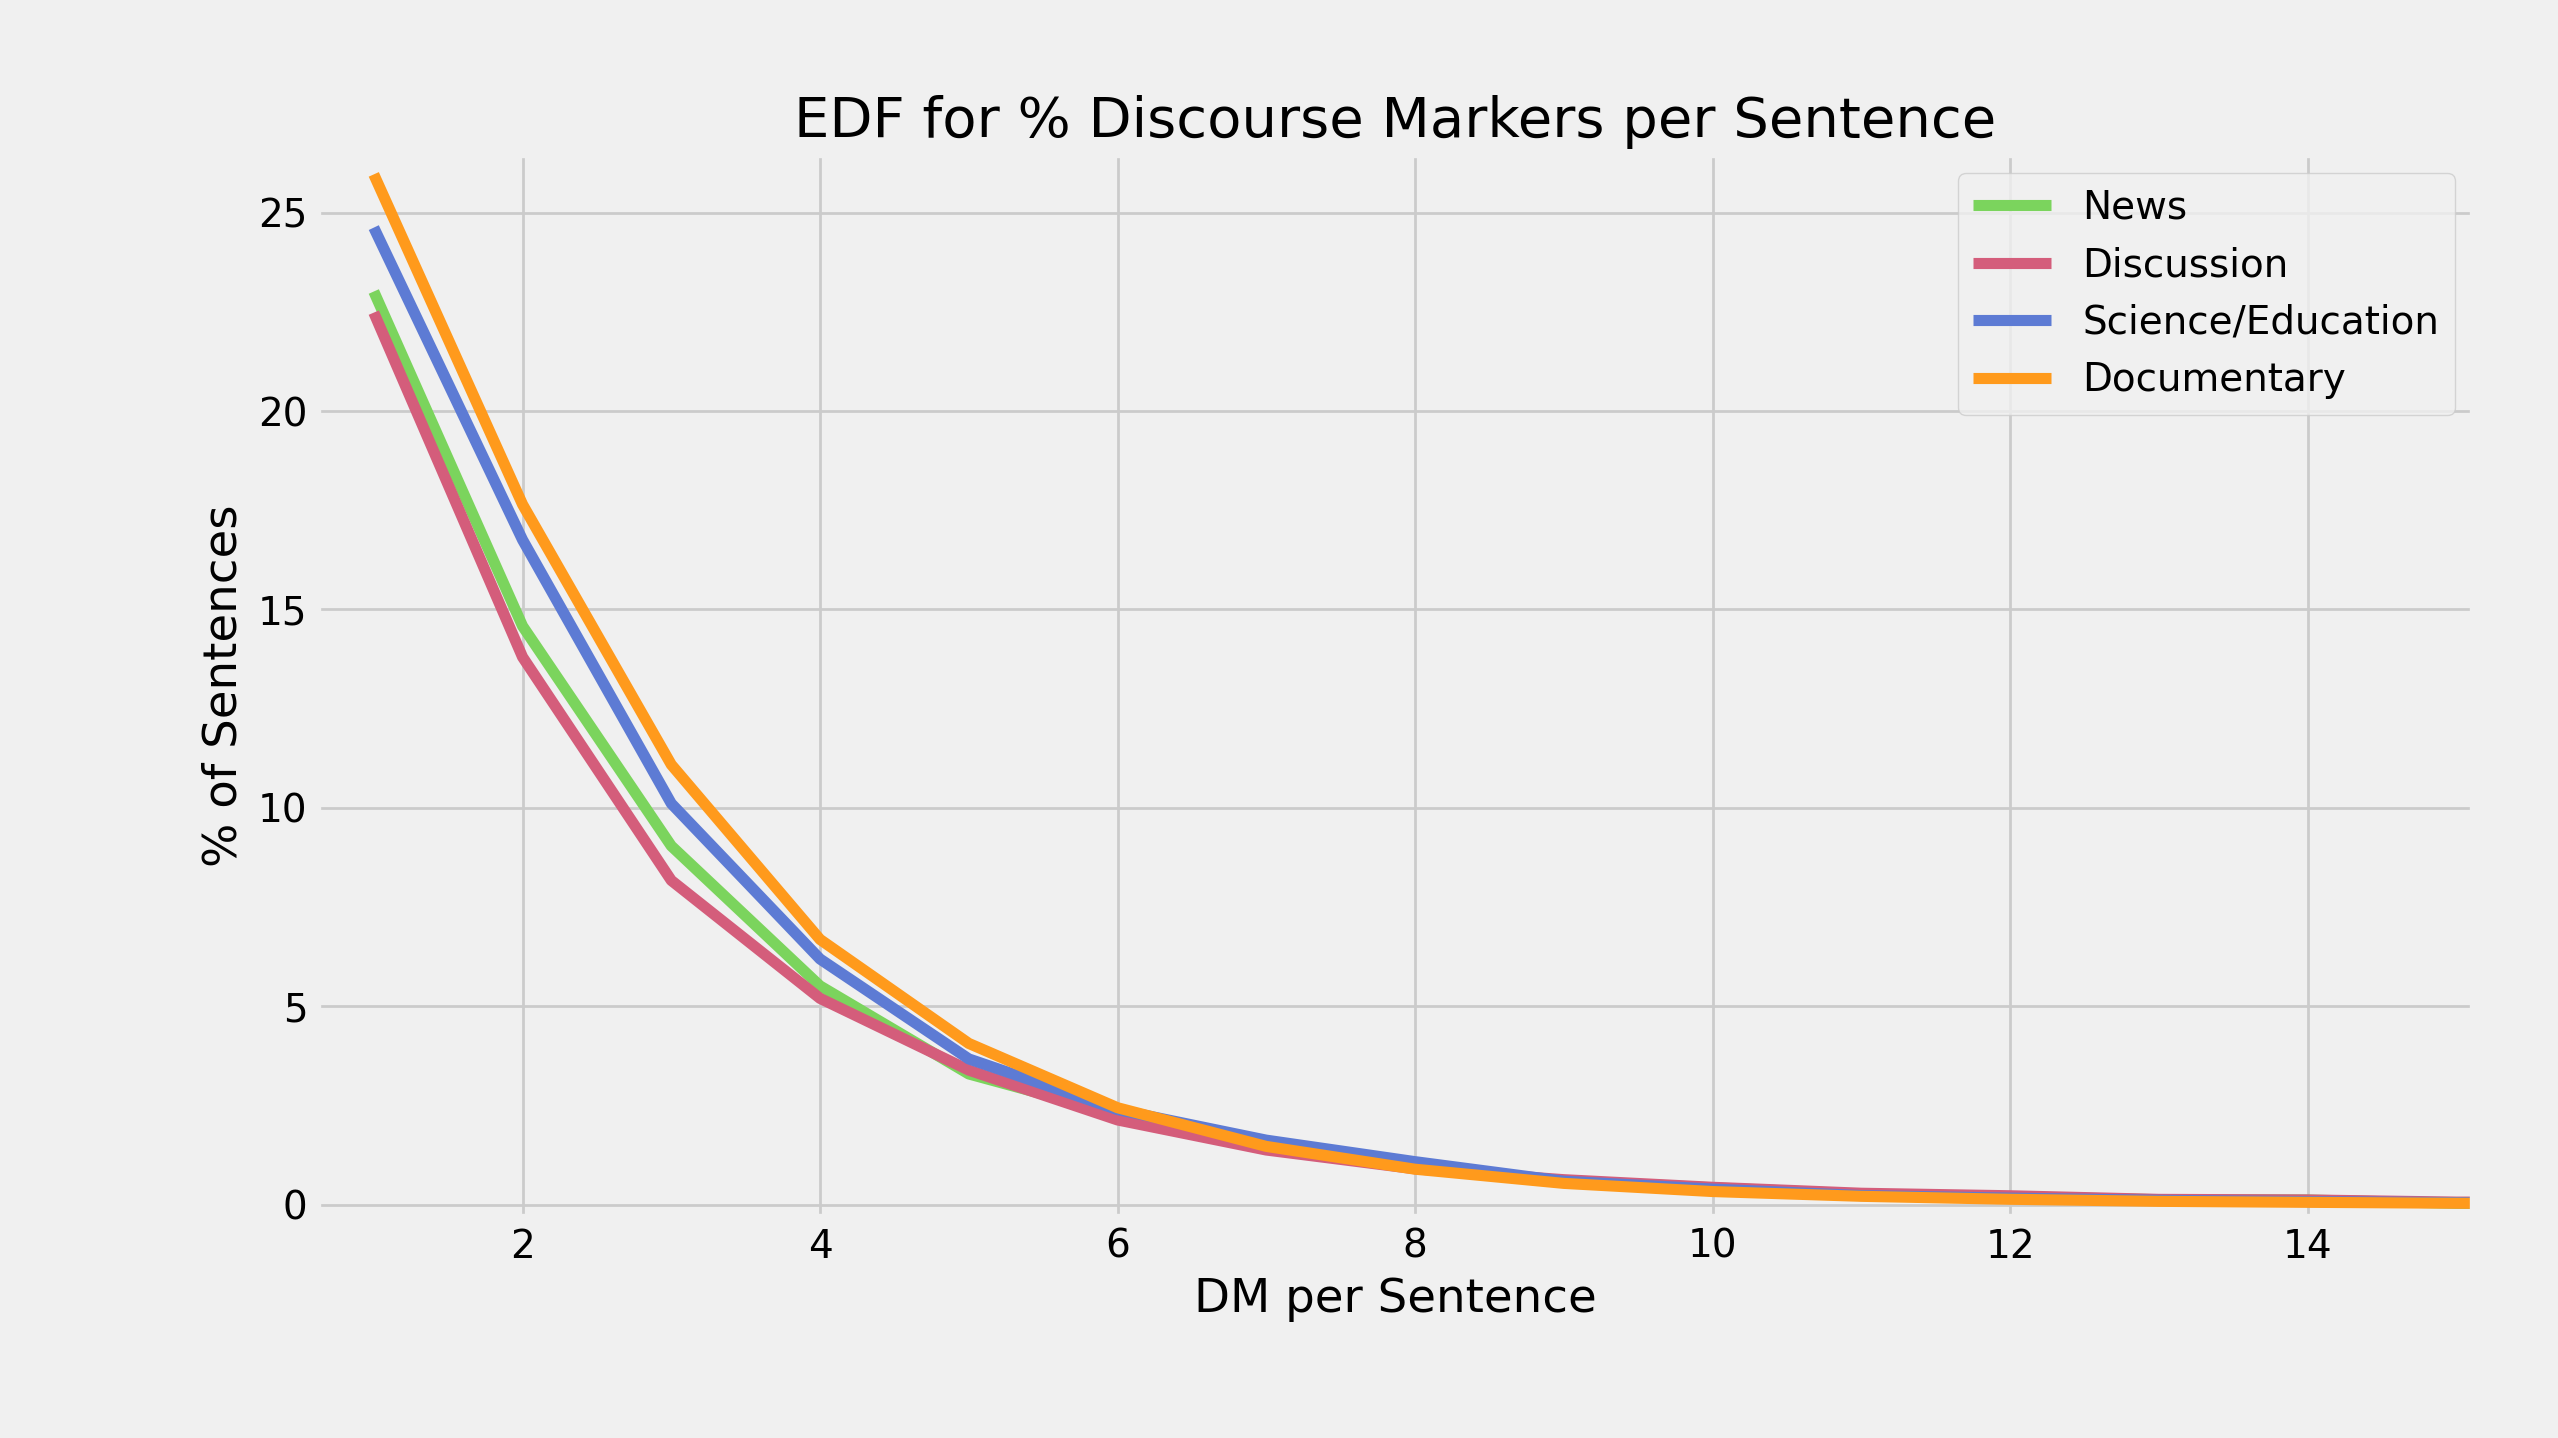 EDF for % Discourse Markers per Sentence
News
Discussion
Science/Education
Documentary
% of Sentences
25
20
15
10
5
0
2 4 6 8 10 12 14
DM per Sentence